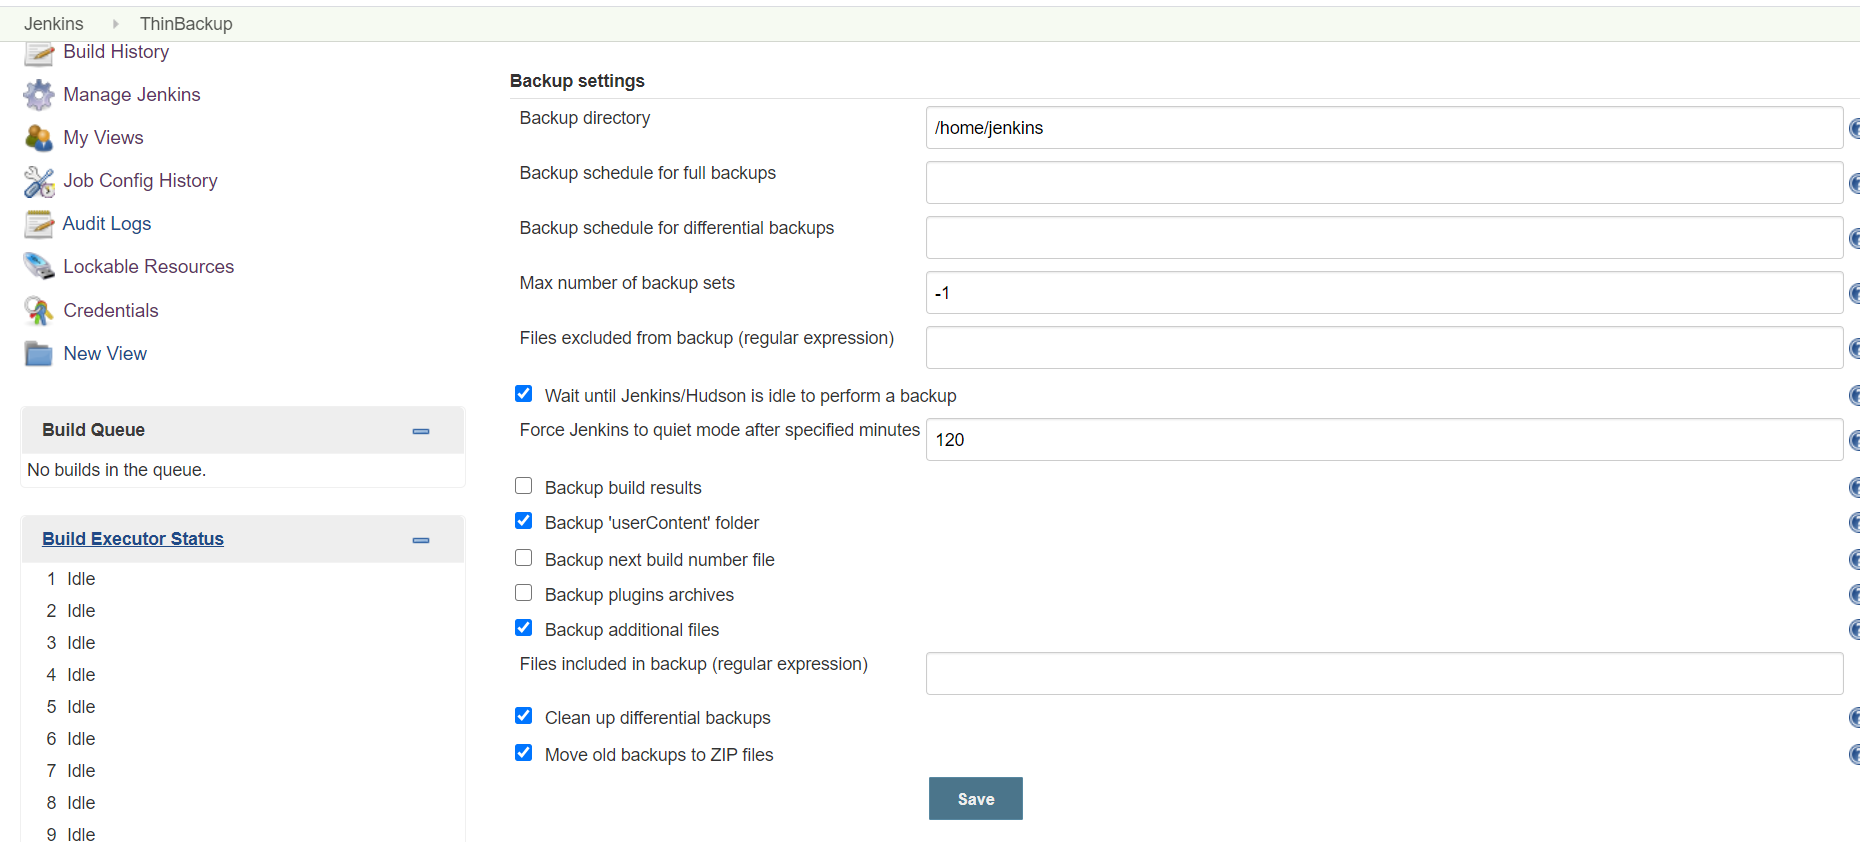 Jenkins ThinBackup
Build History
Manage Jenkins
My Views
Job Config History
Audit Logs
Lockable Resources
Credentials
New View
Build Queue
No builds in the queue.
Build Executor Status
1 Idle
2 Idle
3 Idle
4 Idle
5 Idle
6 Idle
7 Idle
8 Idle
9 Idle
Backup settings
Backup directory /home/jenkins
Backup schedule for full backups
Backup schedule for differential backups
Max number of backup sets -1
Files excluded from backup (regular expression)
Wait until Jenkins/Hudson is idle to perform a backup
Force Jenkins to quiet mode after specified minutes 120
Backup build results
Backup 'userContent' folder
Backup next build number file
Backup plugins archives
Backup additional files
Files included in backup (regular expression)
Clean up differential backups
Move old backups to ZIP files
Save